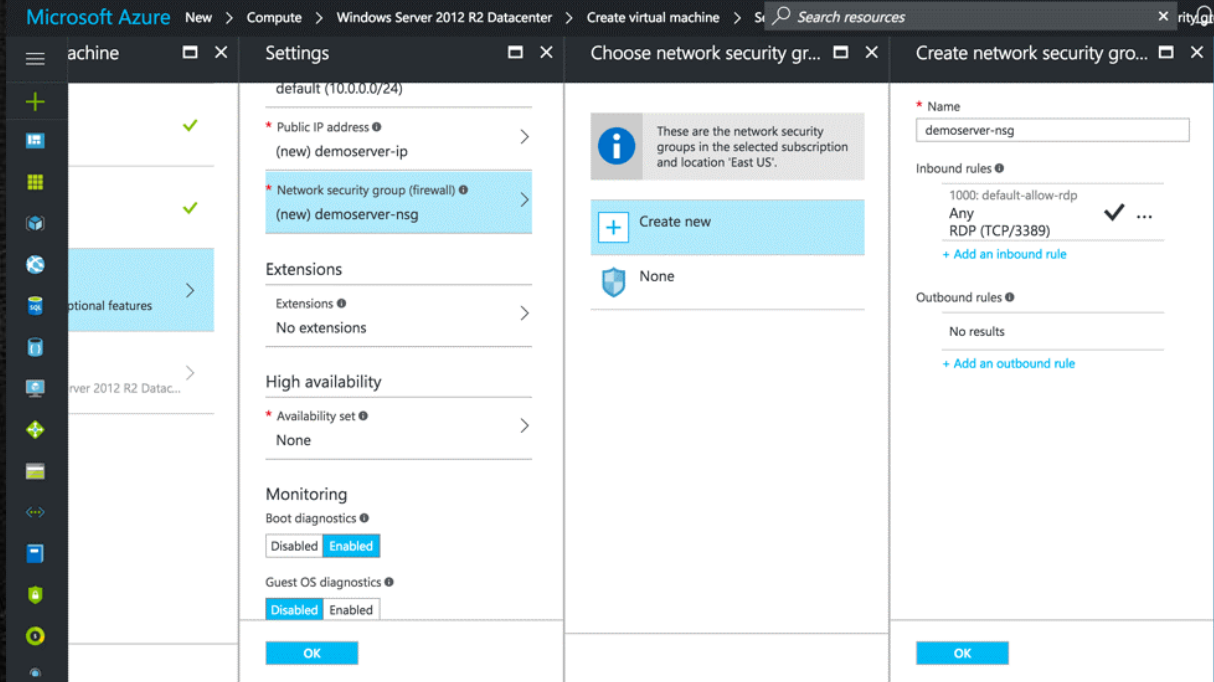 Microsoft Azure New > Compute > Windows Server 2012 R2 Datacenter > Create virtual machine >
Search resources
achine
ptional features
rver 2012 R2 Datac...
Settings
default (10.0.0.0/24)
* Public IP address
(new) demoserver-ip
* Network security group (firewall)
(new) demoserver-nsg
Extensions
Extensions
No extensions
High availability
* Availability set
None
Monitoring
Boot diagnostics
Disabled Enabled
Guest OS diagnostics
Disabled Enabled
OK
Choose network security gr...
These are the network security
groups in the selected subscription
and location 'East US'.
Create new
None
Create network security gro...
* Name
demoserver-nsg
Inbound rules
1000: default-allow-rdp
Any
RDP (TCP/3389)
...
+ Add an inbound rule
Outbound rules
No results
+ Add an outbound rule
OK